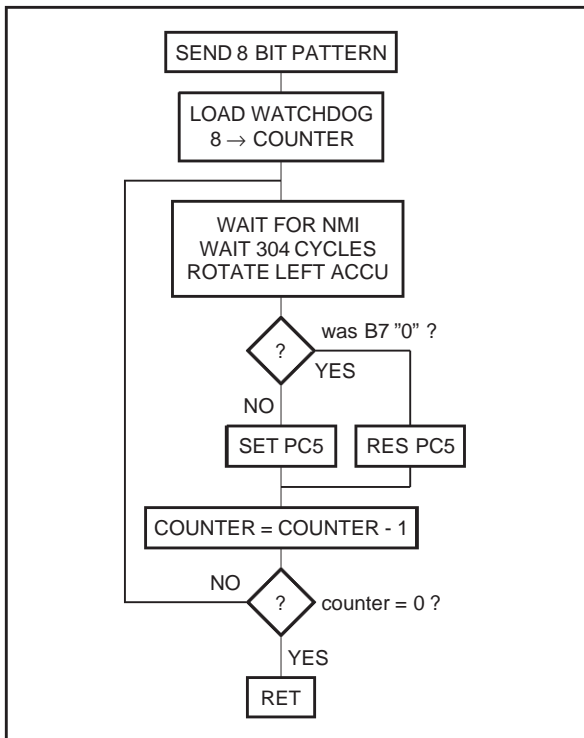 SEND 8 BIT PATTERN
LOAD WATCHDOG
8 → COUNTER
WAIT FOR NMI
WAIT 304 CYCLES
ROTATE LEFT ACCU
was B7 ”0” ?
?
YES
NO
SET PC5
RES PC5
COUNTER = COUNTER - 1
NO
?
counter = 0 ?
YES
RET